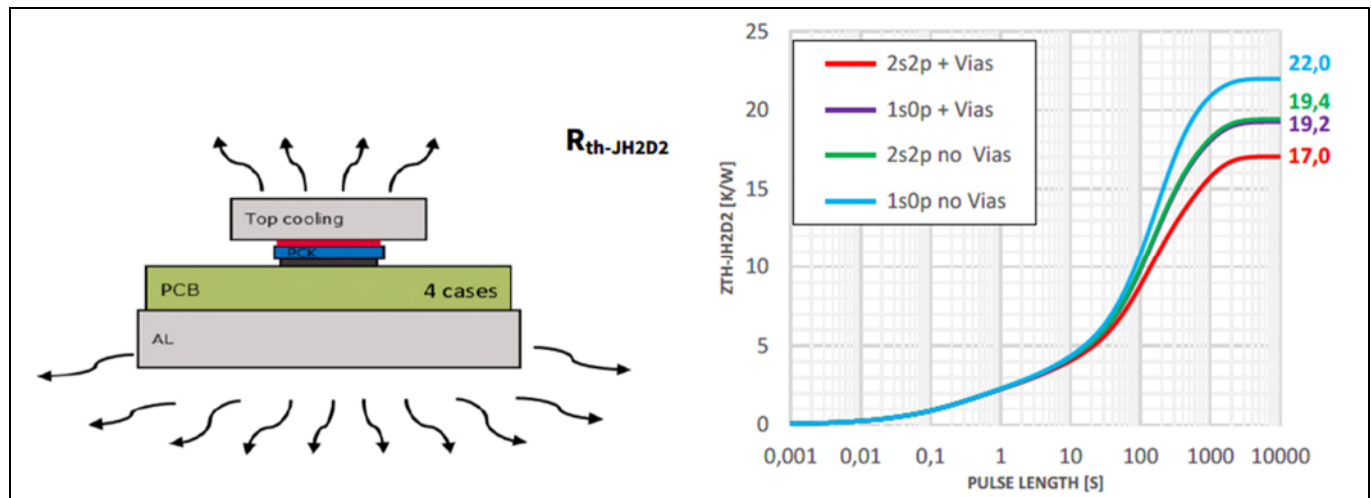 R_th-JH2D2
Top cooling
PCK
PCB
4 cases
AL
25
20
15
10
5
0
ZTH-JH2D2 [K/W]
2s2p + Vias
1s0p + Vias
2s2p no Vias
1s0p no Vias
22,0
19,4
19,2
17,0
0,001 0,01 0,1 1 10 100 1000 10000
PULSE LENGTH [S]